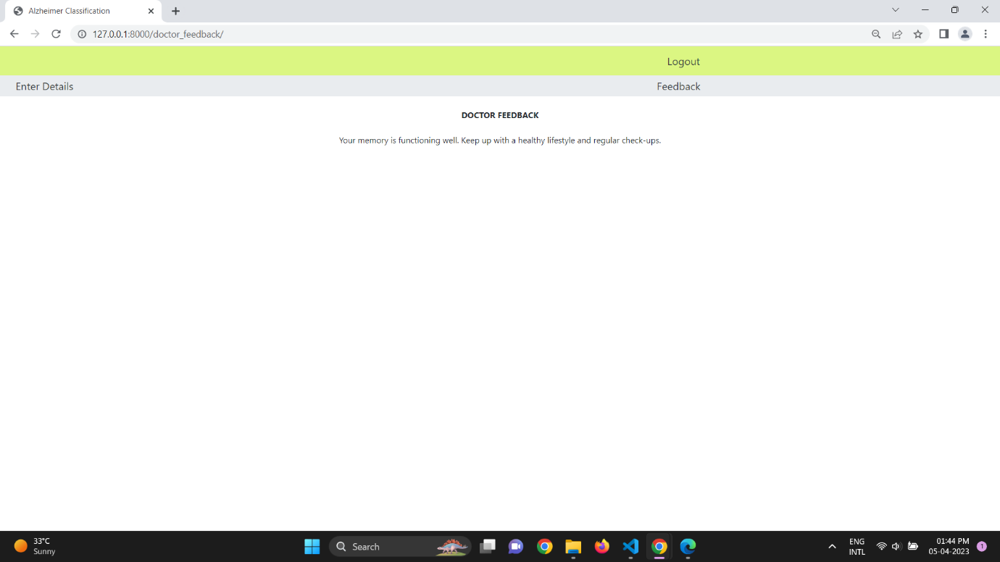 Alzheimer Classification
127.0.0.1:8000/doctor_feedback/
Logout
Enter Details
Feedback
DOCTOR FEEDBACK
Your memory is functioning well. Keep up with a healthy lifestyle and regular check-ups.
33°C
Sunny
Search
ENG
INTL
01:44 PM
05-04-2023
1